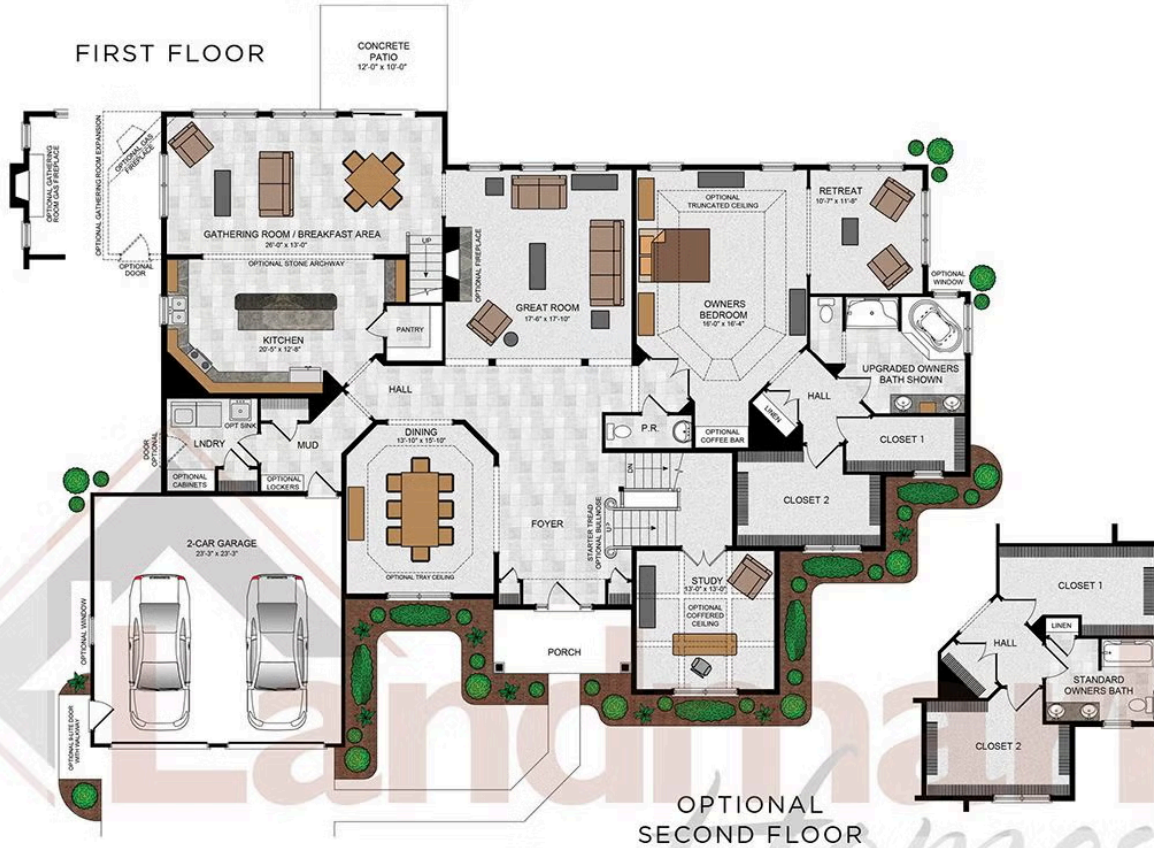 FIRST FLOOR
CONCRETE
PATIO
12'-0" x 10'-0"
OPTIONAL GATHERING
ROOM GAS FIREPLACE
OPTIONAL GATHERING ROOM EXPANSION
OPTIONAL GAS
FIREPLACE
OPTIONAL
DOOR
GATHERING ROOM / BREAKFAST AREA
26'-0" x 13'-0"
OPTIONAL STONE ARCHWAY
UP
OPTIONAL FIREPLACE
GREAT ROOM
17'-6" x 17'-10"
OPTIONAL
TRUNCATED CEILING
RETREAT
10'-7" x 11'-8"
OWNERS
BEDROOM
16'-0" x 16'-4"
OPTIONAL
WINDOW
KITCHEN
20'-5" x 12'-8"
PANTRY
UPGRADED OWNERS
BATH SHOWN
HALL
HALL
LINEN
OPT SINK
LNDRY
DOOR
OPTIONAL
OPTIONAL
CABINETS
MUD
OPTIONAL
LOCKERS
DINING
13'-10" x 15'-10"
OPTIONAL TRAY CEILING
P.R.
OPTIONAL
COFFEE BAR
CLOSET 1
CLOSET 2
DN
UP
STARTER TREAD
OPTIONAL BULLNOSE
FOYER
2-CAR GARAGE
23'-3" x 23'-3"
STUDY
13'-0" x 13'-0"
OPTIONAL
COFFERED
CEILING
OPTIONAL WINDOW
OPTIONAL 8-LITE DOOR
WITH WALKWAY
PORCH
CLOSET 1
LINEN
HALL
STANDARD
OWNERS BATH
CLOSET 2
Landmar
Homes
OPTIONAL
SECOND FLOOR